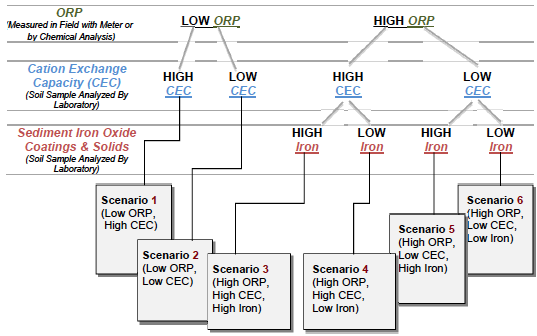 ORP
(Measured in Field with Meter or
by Chemical Analysis)
LOW ORP
HIGH ORP
Cation Exchange
Capacity (CEC)
(Soil Sample Analyzed By
Laboratory)
HIGH
CEC
LOW
CEC
HIGH
CEC
LOW
CEC
Sediment Iron Oxide
Coatings & Solids
(Soil Sample Analyzed By
Laboratory)
HIGH
Iron
LOW
Iron
HIGH
Iron
LOW
Iron
Scenario 1
(Low ORP,
High CEC)
Scenario 2
(Low ORP,
Low CEC)
Scenario 3
(High ORP,
High CEC,
High Iron)
Scenario 4
(High ORP,
High CEC,
Low Iron)
Scenario 5
(High ORP,
Low CEC,
High Iron)
Scenario 6
(High ORP,
Low CEC,
Low Iron)